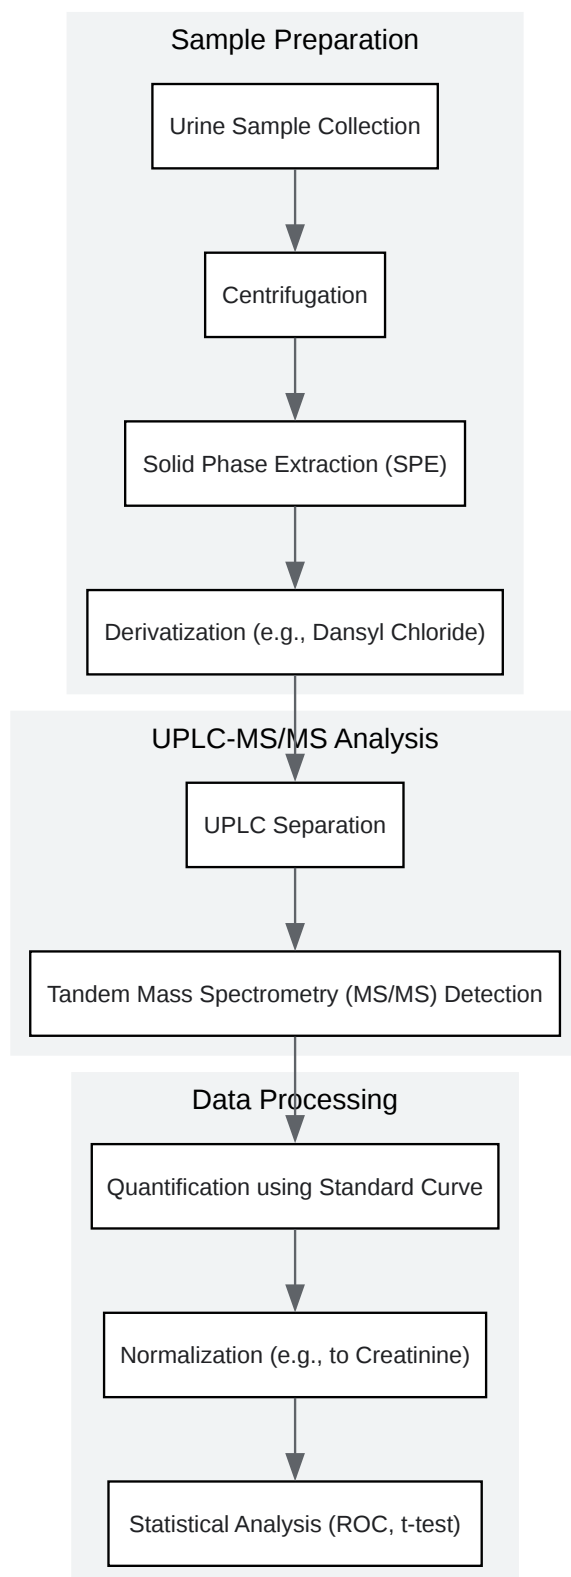 Sample Preparation
Urine Sample Collection
Centrifugation
Solid Phase Extraction (SPE)
Derivatization (e.g., Dansyl Chloride)
UPLC-MS/MS Analysis
UPLC Separation
Tandem Mass Spectrometry (MS/MS) Detection
Data Processing
Quantification using Standard Curve
Normalization (e.g., to Creatinine)
Statistical Analysis (ROC, t-test)